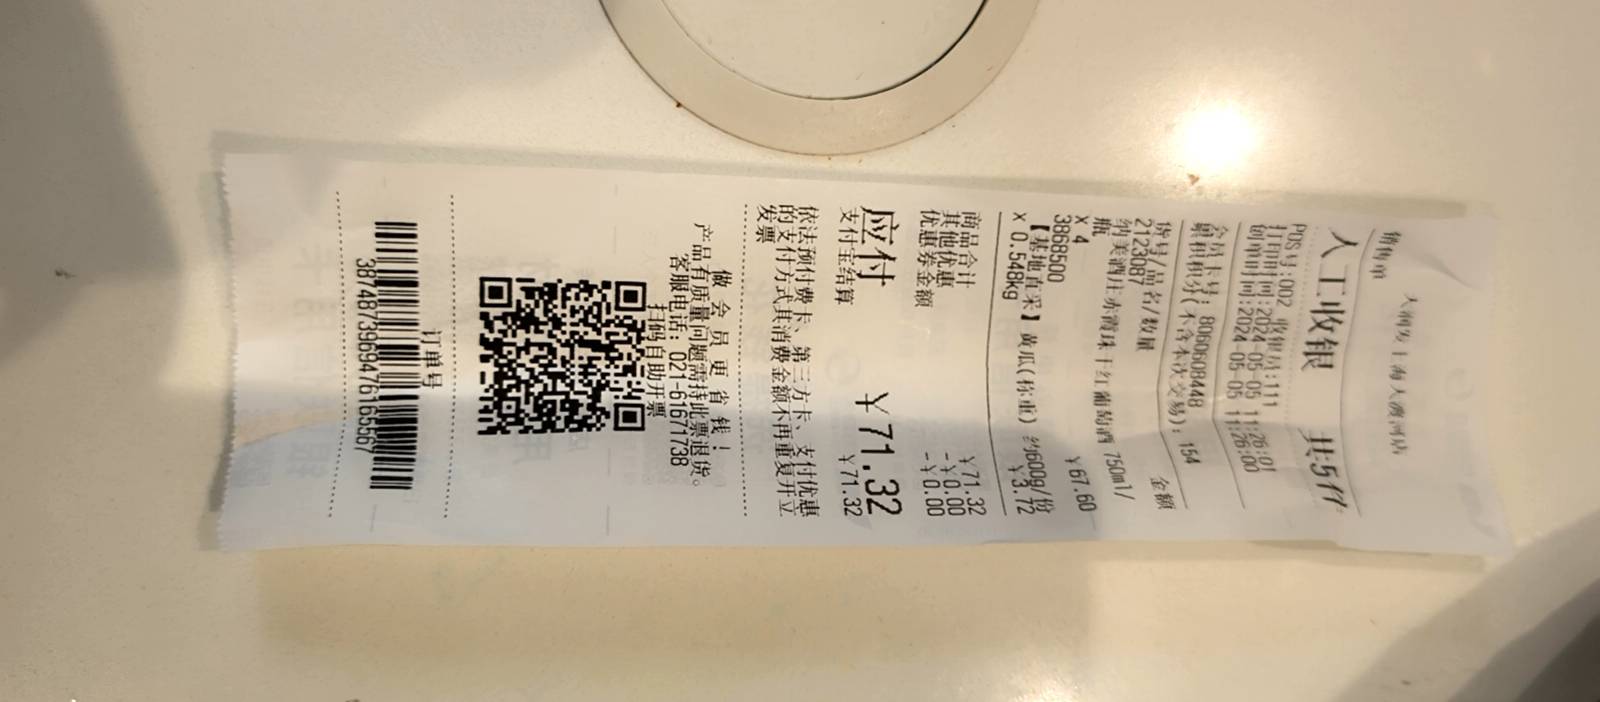 大润发上海大渡河店
销售单
人工收银 共5件
POS号:002 收银员:111
打印时间:2024-05-05 11:26:01
创单时间:2024-05-05 11:26:00
会员卡号: 8060608448
累积积分(不含本次交易): 154
货号/品名/数量 金额
2123087
纳美酒庄赤霞珠干红葡萄酒 750ml/
瓶
x 4 ¥67.60
3868500
【基地直采】黄瓜(称重) 约600g/份
x 0.548kg ¥3.72
商品合计 ¥71.32
其他优惠 -¥0.00
优惠券金额 -¥0.00
应付 ¥71.32
支付宝结算 ¥71.32
依法预付费卡、第三方卡、支付优惠
的支付方式其消费金额不再重复开立
发票
做会员更省钱!
产品有质量问题需持此票退货。
客服电话: 021-61671738
扫码自助开票
订单号
3874873969476165567